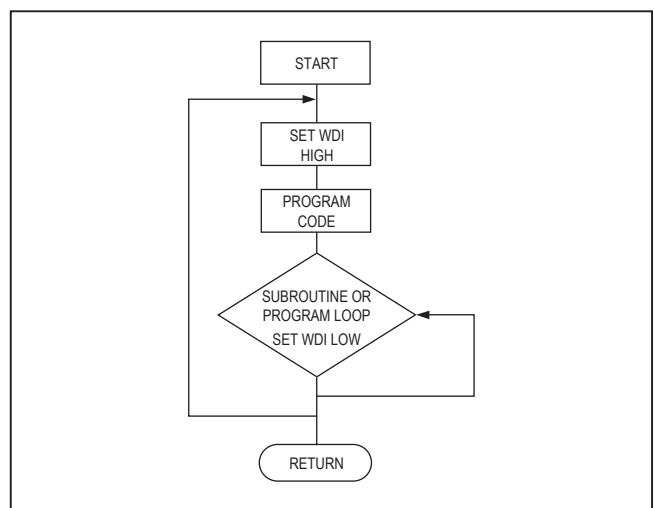 START
SET WDI
HIGH
PROGRAM
CODE
SUBROUTINE OR
PROGRAM LOOP
SET WDI LOW
RETURN